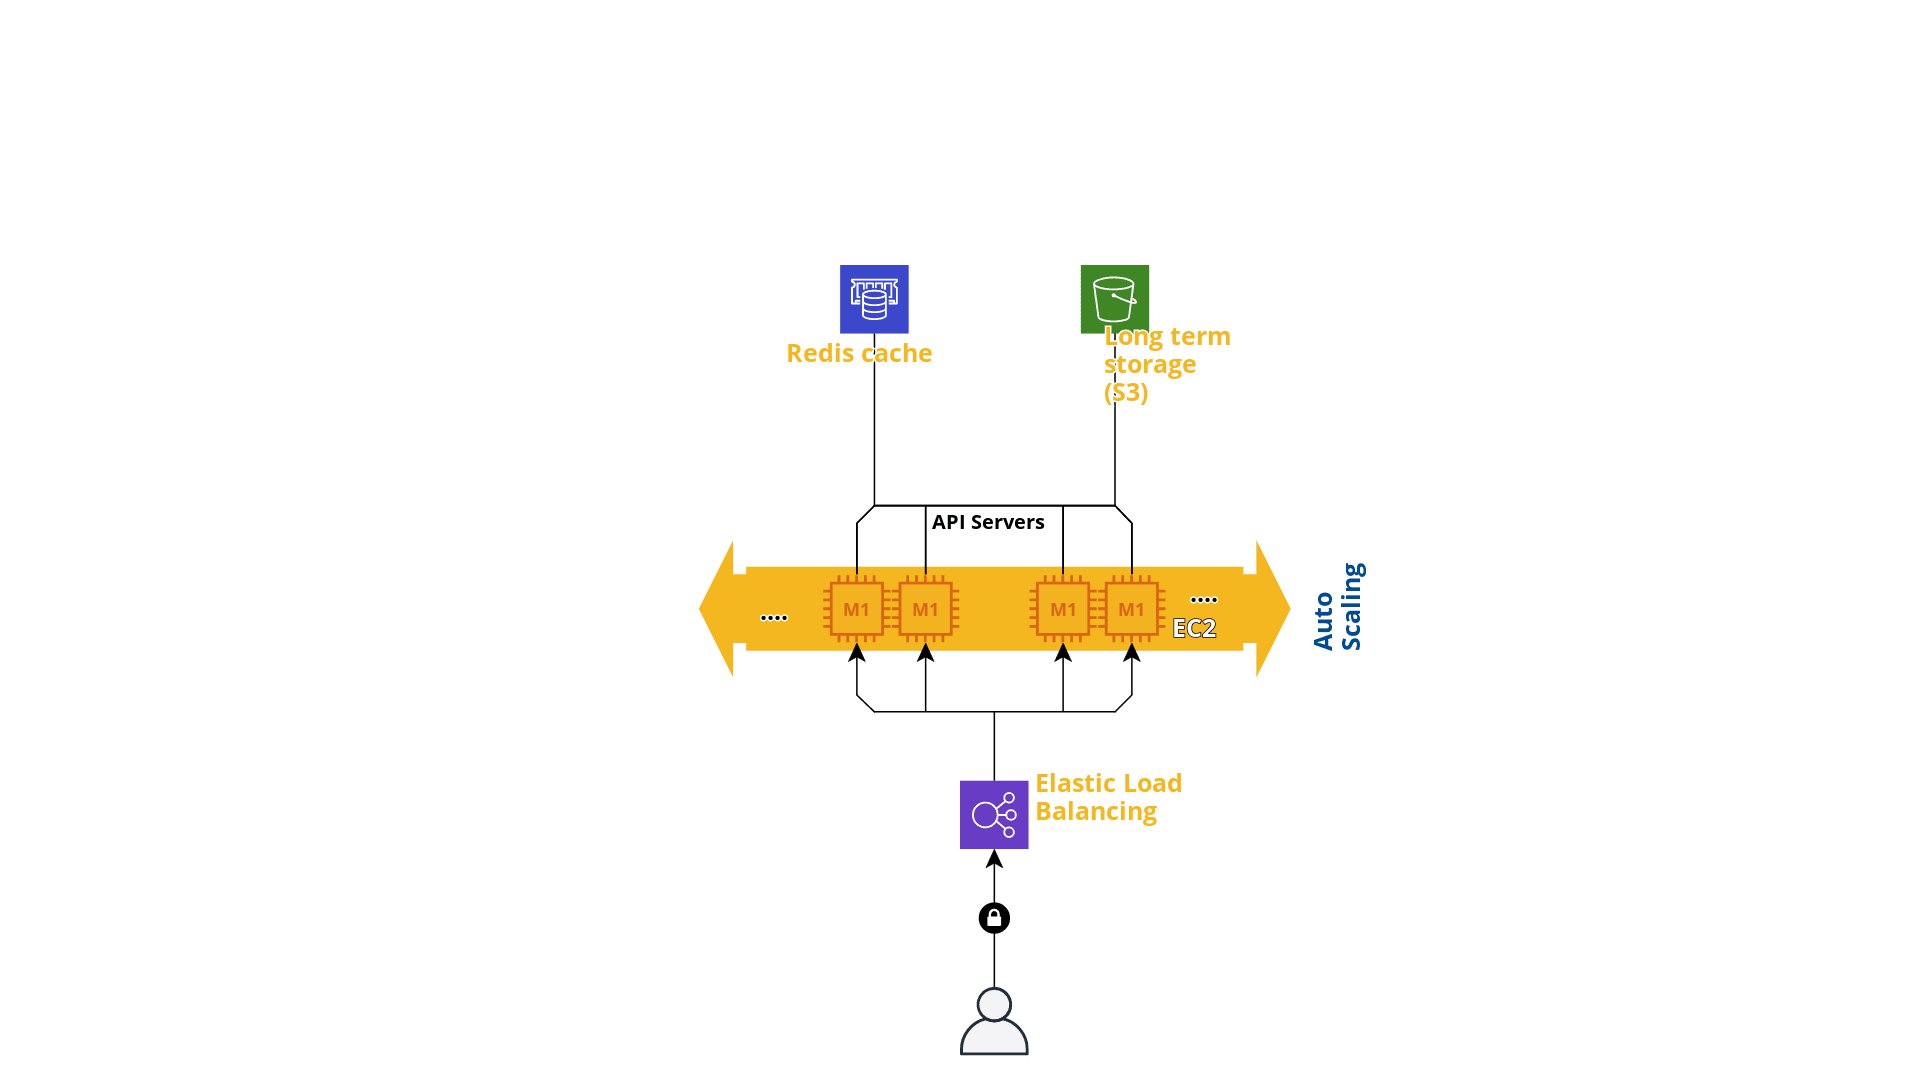 Redis cache
Long term
storage
(S3)
API Servers
M1
M1
M1
M1
....
....
EC2
Auto
Scaling
Elastic Load
Balancing